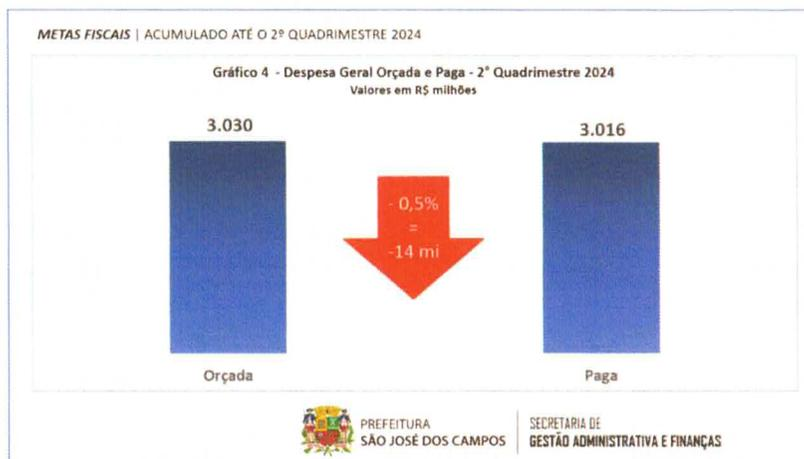 METAS FISCAIS | ACUMULADO ATÉ O 2º QUADRIMESTRE 2024
Gráfico 4 - Despesa Geral Orçada e Paga - 2° Quadrimestre 2024
Valores em R$ milhões
3.030
3.016
- 0,5%
=
-14 mi
Orçada
Paga
PREFEITURA
SÃO JOSÉ DOS CAMPOS
SECRETARIA DE
GESTÃO ADMINISTRATIVA E FINANÇAS